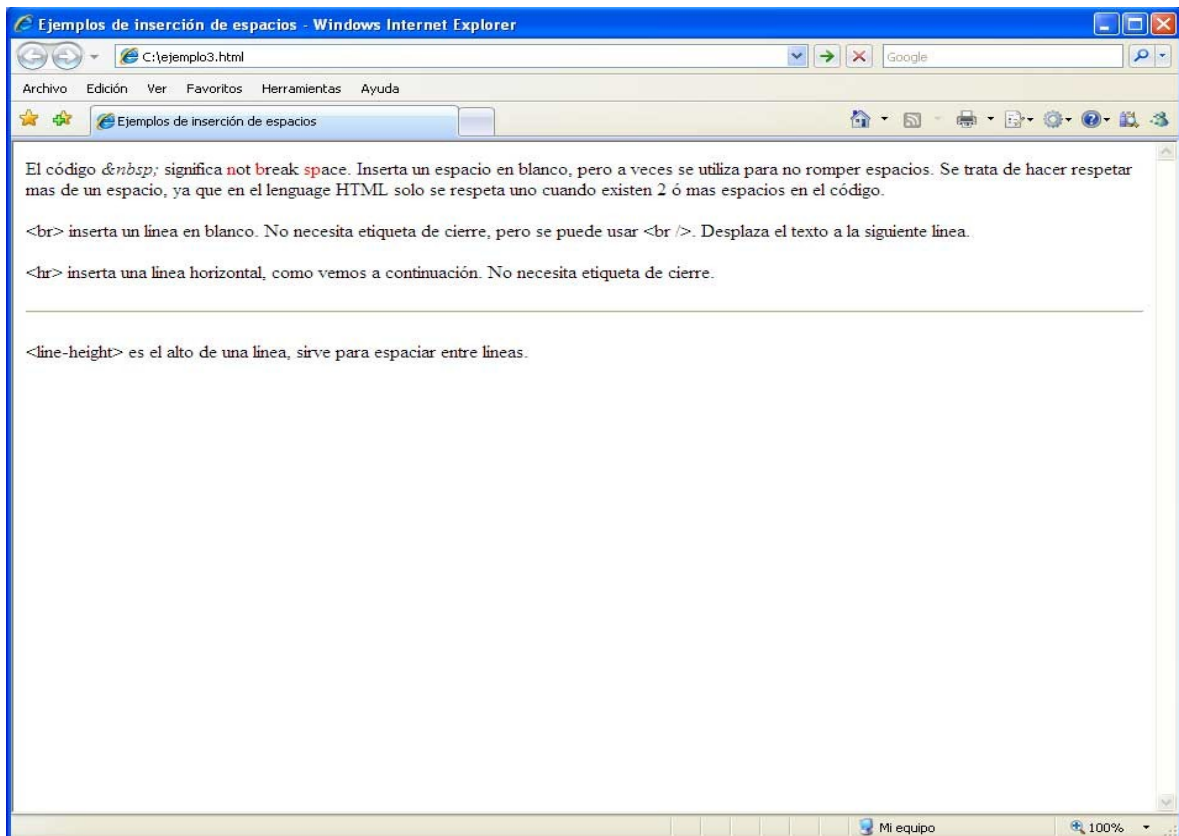 Ejemplos de inserción de espacios - Windows Internet Explorer
C:\ejemplo3.html
Google
Archivo Edición Ver Favoritos Herramientas Ayuda
Ejemplos de inserción de espacios
El código &nbsp; significa not break space. Inserta un espacio en blanco, pero a veces se utiliza para no romper espacios. Se trata de hacer respetar
mas de un espacio, ya que en el lenguage HTML solo se respeta uno cuando existen 2 ó mas espacios en el código.
<br> inserta un linea en blanco. No necesita etiqueta de cierre, pero se puede usar <br />. Desplaza el texto a la siguiente linea.
<hr> inserta una linea horizontal, como vemos a continuación. No necesita etiqueta de cierre.
<line-height> es el alto de una linea, sirve para espaciar entre lineas.
Mi equipo
100%